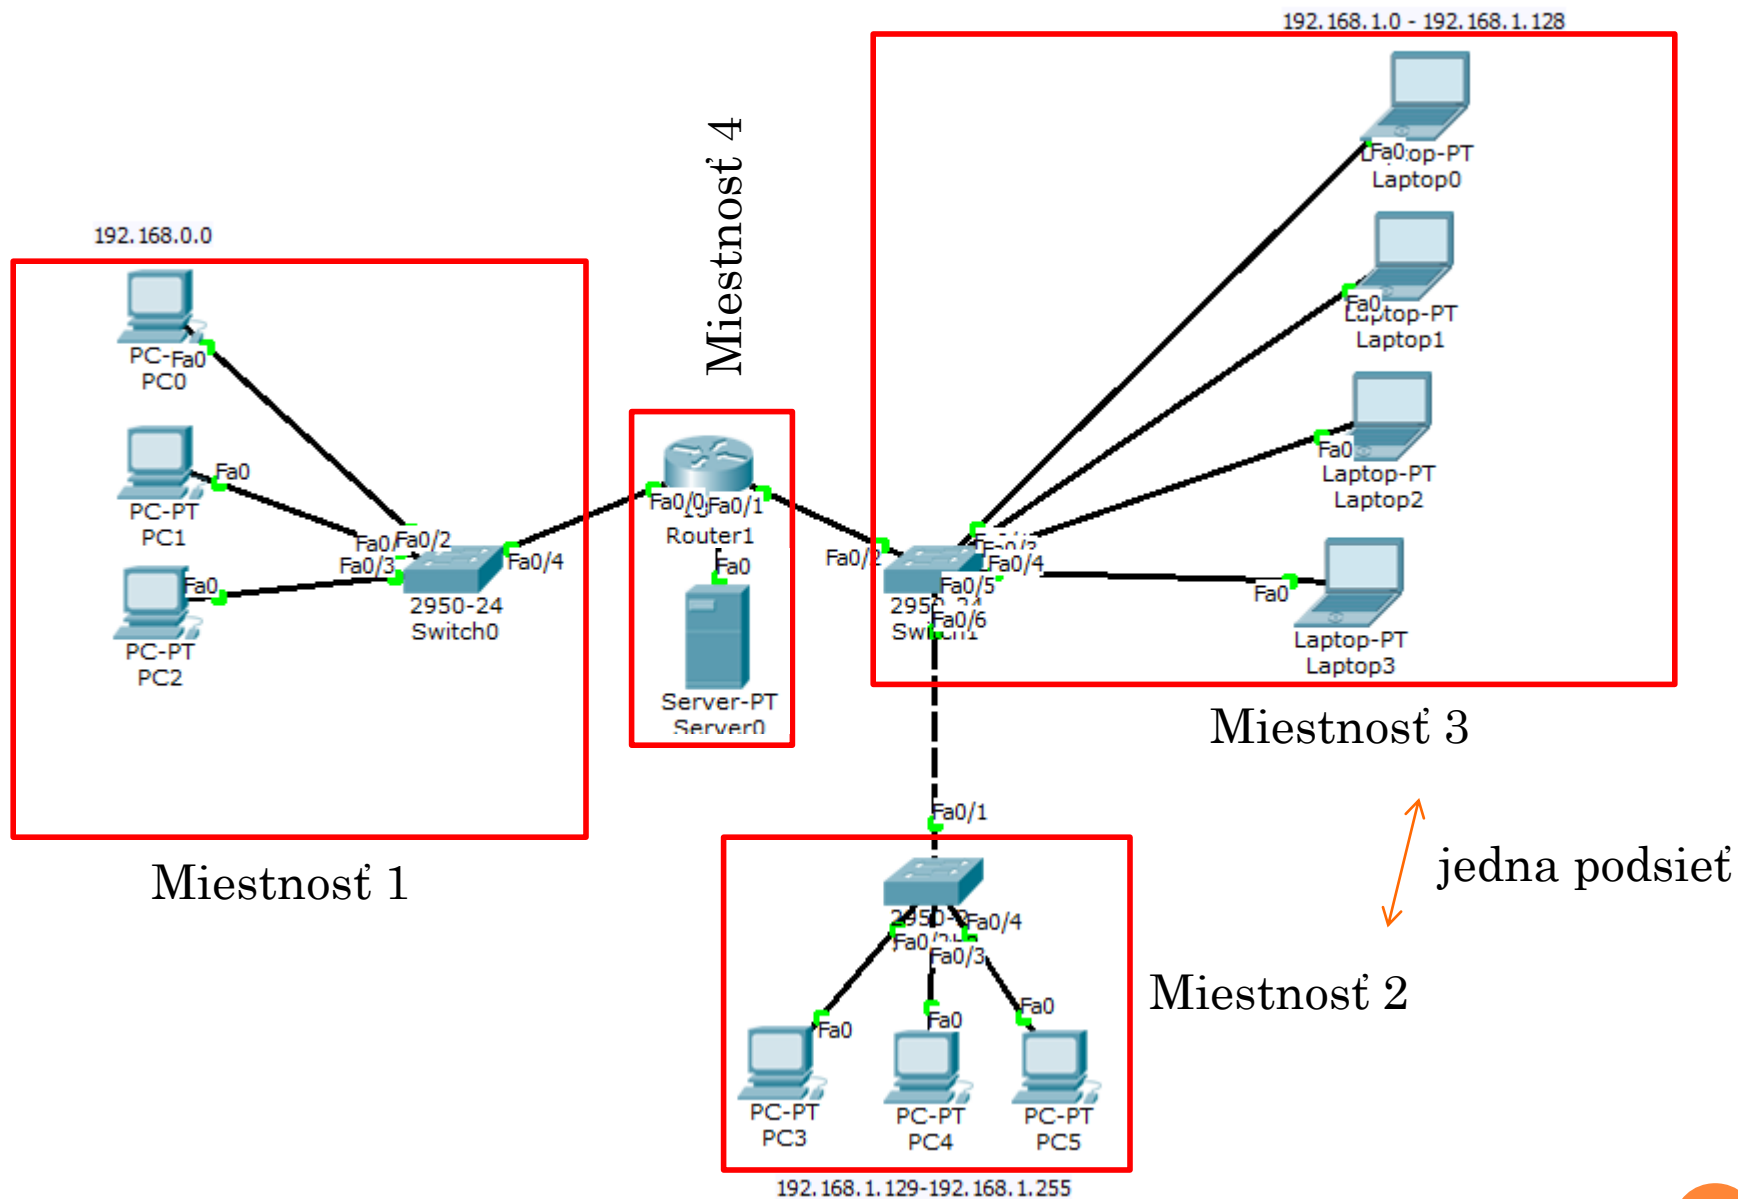 192.168.1.0 - 192.168.1.128
Fa0
Laptop0
Miestnosť 4
192.168.0.0
Fa0
Laptop1
Fa0
PC0
Fa0
Laptop-PT
Laptop2
Fa0
PC-PT
PC1
Fa0/0
Fa0/1
Router1
Fa0/2
Fa0/3
Fa0/4
Fa0/2
Fa0/4
Fa0
Fa0/5
Fa0
Fa0
2950-24
Switch0
Fa0/6
PC-PT
PC2
Laptop-PT
Laptop3
Server-PT
Server0
Miestnosť 3
Fa0/1
jedna podsieť
Miestnosť 1
Fa0/4
Fa0/3
Miestnosť 2
Fa0
Fa0
Fa0
PC-PT
PC3
PC-PT
PC4
PC-PT
PC5
192.168.1.129-192.168.1.255